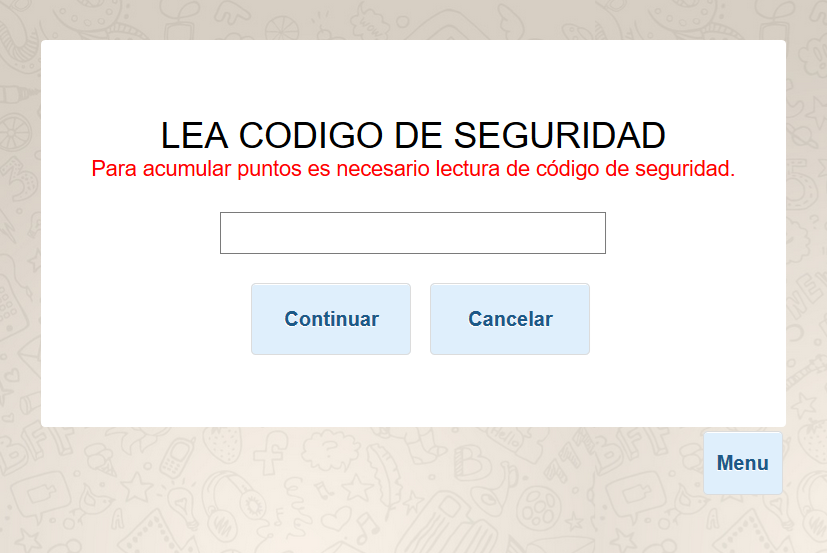 LEA CODIGO DE SEGURIDAD
Para acumular puntos es necesario lectura de código de seguridad.
Continuar
Cancelar
Menu